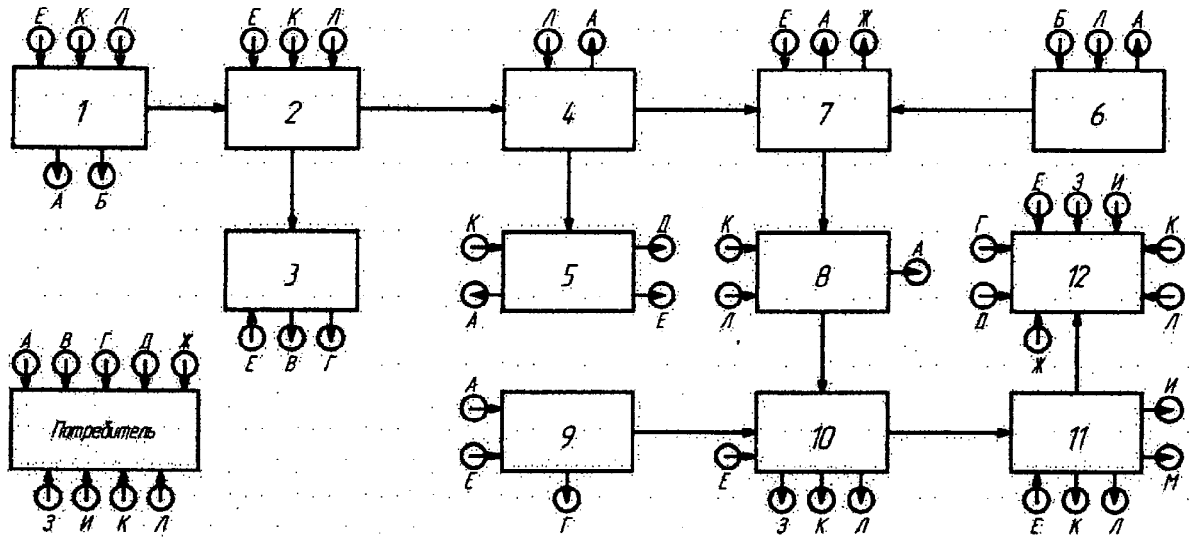 Е К Л Е К Л Л А Е А Ж Б Л А
1 2 4 7 6
А Б
Е З И
К Д К А Г К
3 5 8 12
А Е Л Д Л
Е В Г
Ж
А В Г Д Ж
А И
Потребитель 9 10 11
Е Е М
З И К Л Г З К Л Е К Л